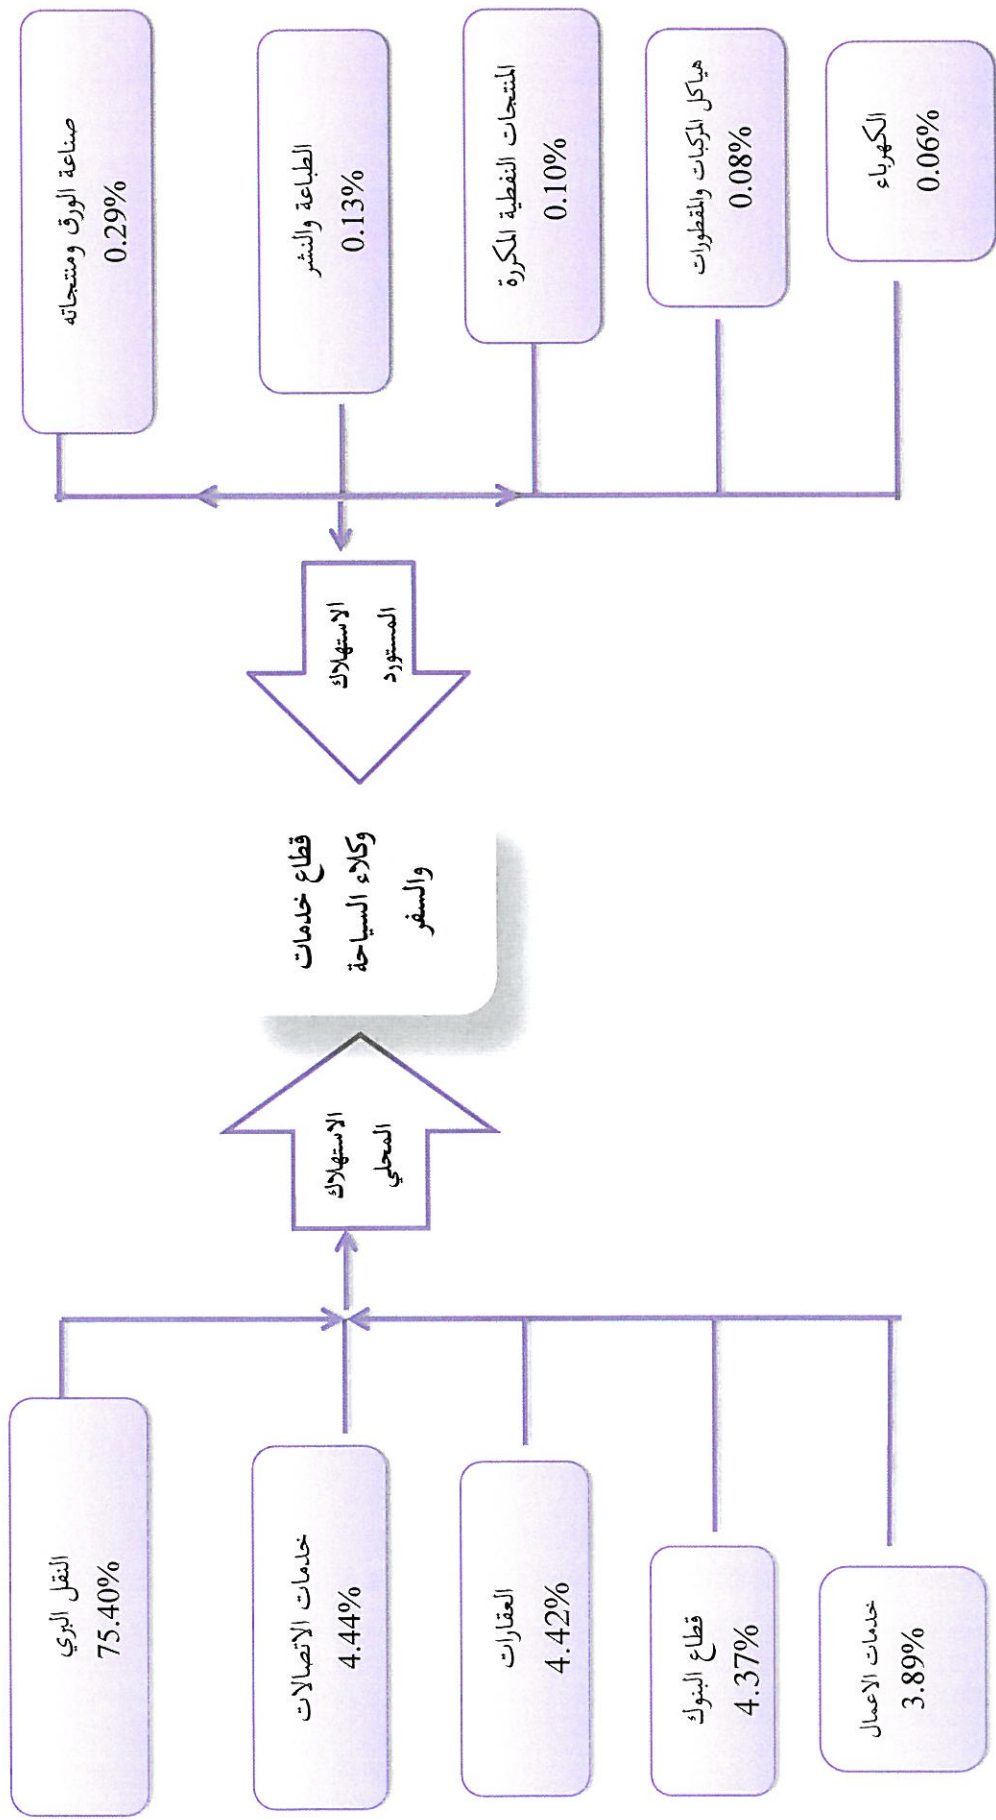 صناعة الورق ومنتجاته
0.29%
الطباعة والنشر
0.13%
المنتجات النفطية المكررة
0.10%
هياكل المركبات والمقطورات
0.08%
الكهرباء
0.06%
الاستهلاك
المستورد
قطاع خدمات
وكلاء السياحة
والسفر
الاستهلاك
المحلي
النقل البري
75.40%
خدمات الاتصالات
4.44%
العقارات
4.42%
قطاع البنوك
4.37%
خدمات الاعمال
3.89%